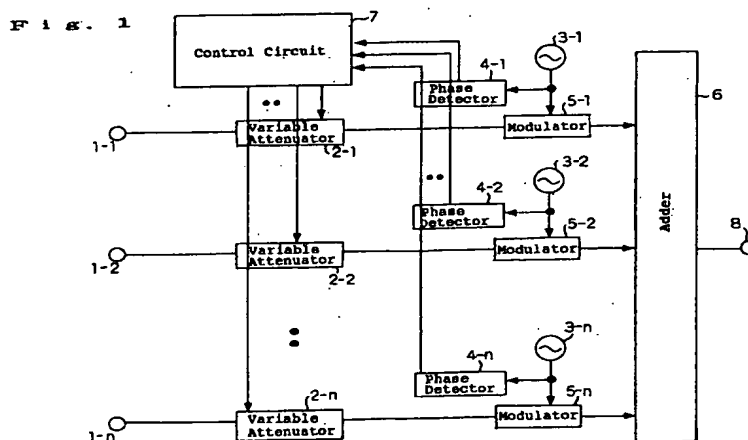 Fig. 1
7
Control Circuit
3-1
4-1
Phase
Detector
6
5-1
Variable
Attenuator
Modulator
1-1
2-1
3-2
4-2
Phase
Detector
5-2
Adder
8
Variable
Attenuator
Modulator
1-2
2-2
3-n
4-n
Phase
Detector
2-n
5-n
Variable
Attenuator
Modulator
1-n